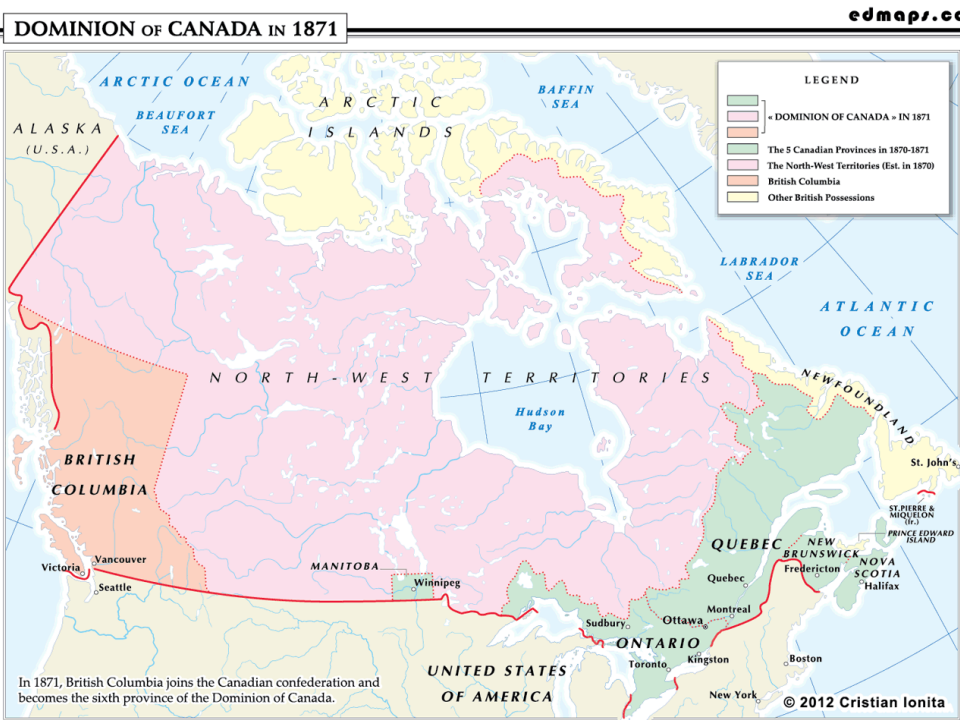 edmaps.co
DOMINION OF CANADA IN 1871
ARCTIC OCEAN
BEAUFORT
SEA
ARCTIC
ISLANDS
BAFFIN
SEA
ALASKA
(U.S.A.)
LEGEND
« DOMINION OF CANADA » IN 1871
The 5 Canadian Provinces in 1870-1871
The North-West Territories (Est. in 1870)
British Columbia
Other British Possessions
LABRADOR
SEA
ATLANTIC
OCEAN
NORTH-WEST TERRITORIES
NEWFOUNDLAND
Hudson
Bay
BRITISH
COLUMBIA
St. John's
ST.PIERRE &
MIQUELON
(fr.)
PRINCE EDWARD
ISLAND
QUEBEC
NEW
BRUNSWICK
NOVA
SCOTIA
Vancouver
Victoria
Seattle
MANITOBA
Winnipeg
Fredericton
Halifax
Quebec
Montreal
Sudbury
Ottawa
ONTARIO
Toronto
Kingston
Boston
New York
UNITED STATES
OF AMERICA
In 1871, British Columbia joins the Canadian confederation and
becomes the sixth province of the Dominion of Canada.
© 2012 Cristian Ionita